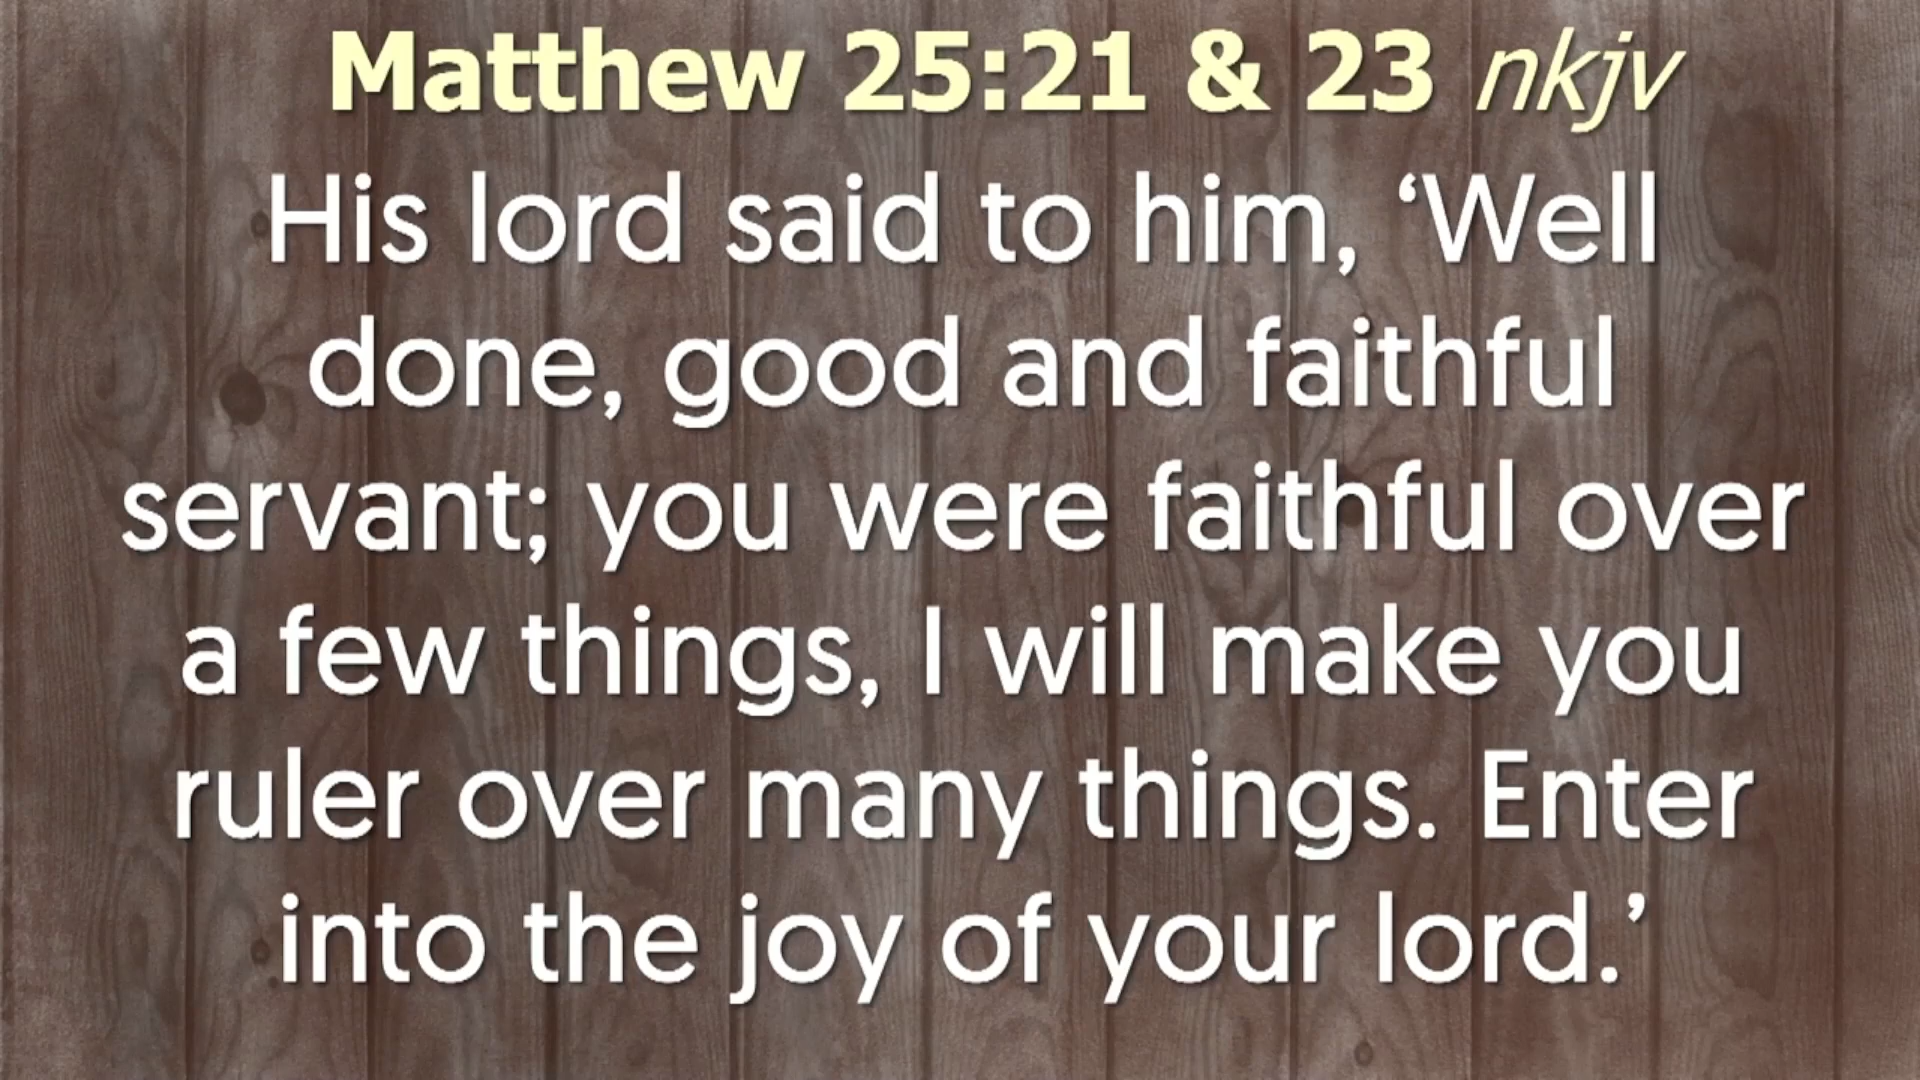 Matthew 25:21 & 23 nkjv
His lord said to him, ‘Well
done, good and faithful
servant; you were faithful over
a few things, I will make you
ruler over many things. Enter
into the joy of your lord.’